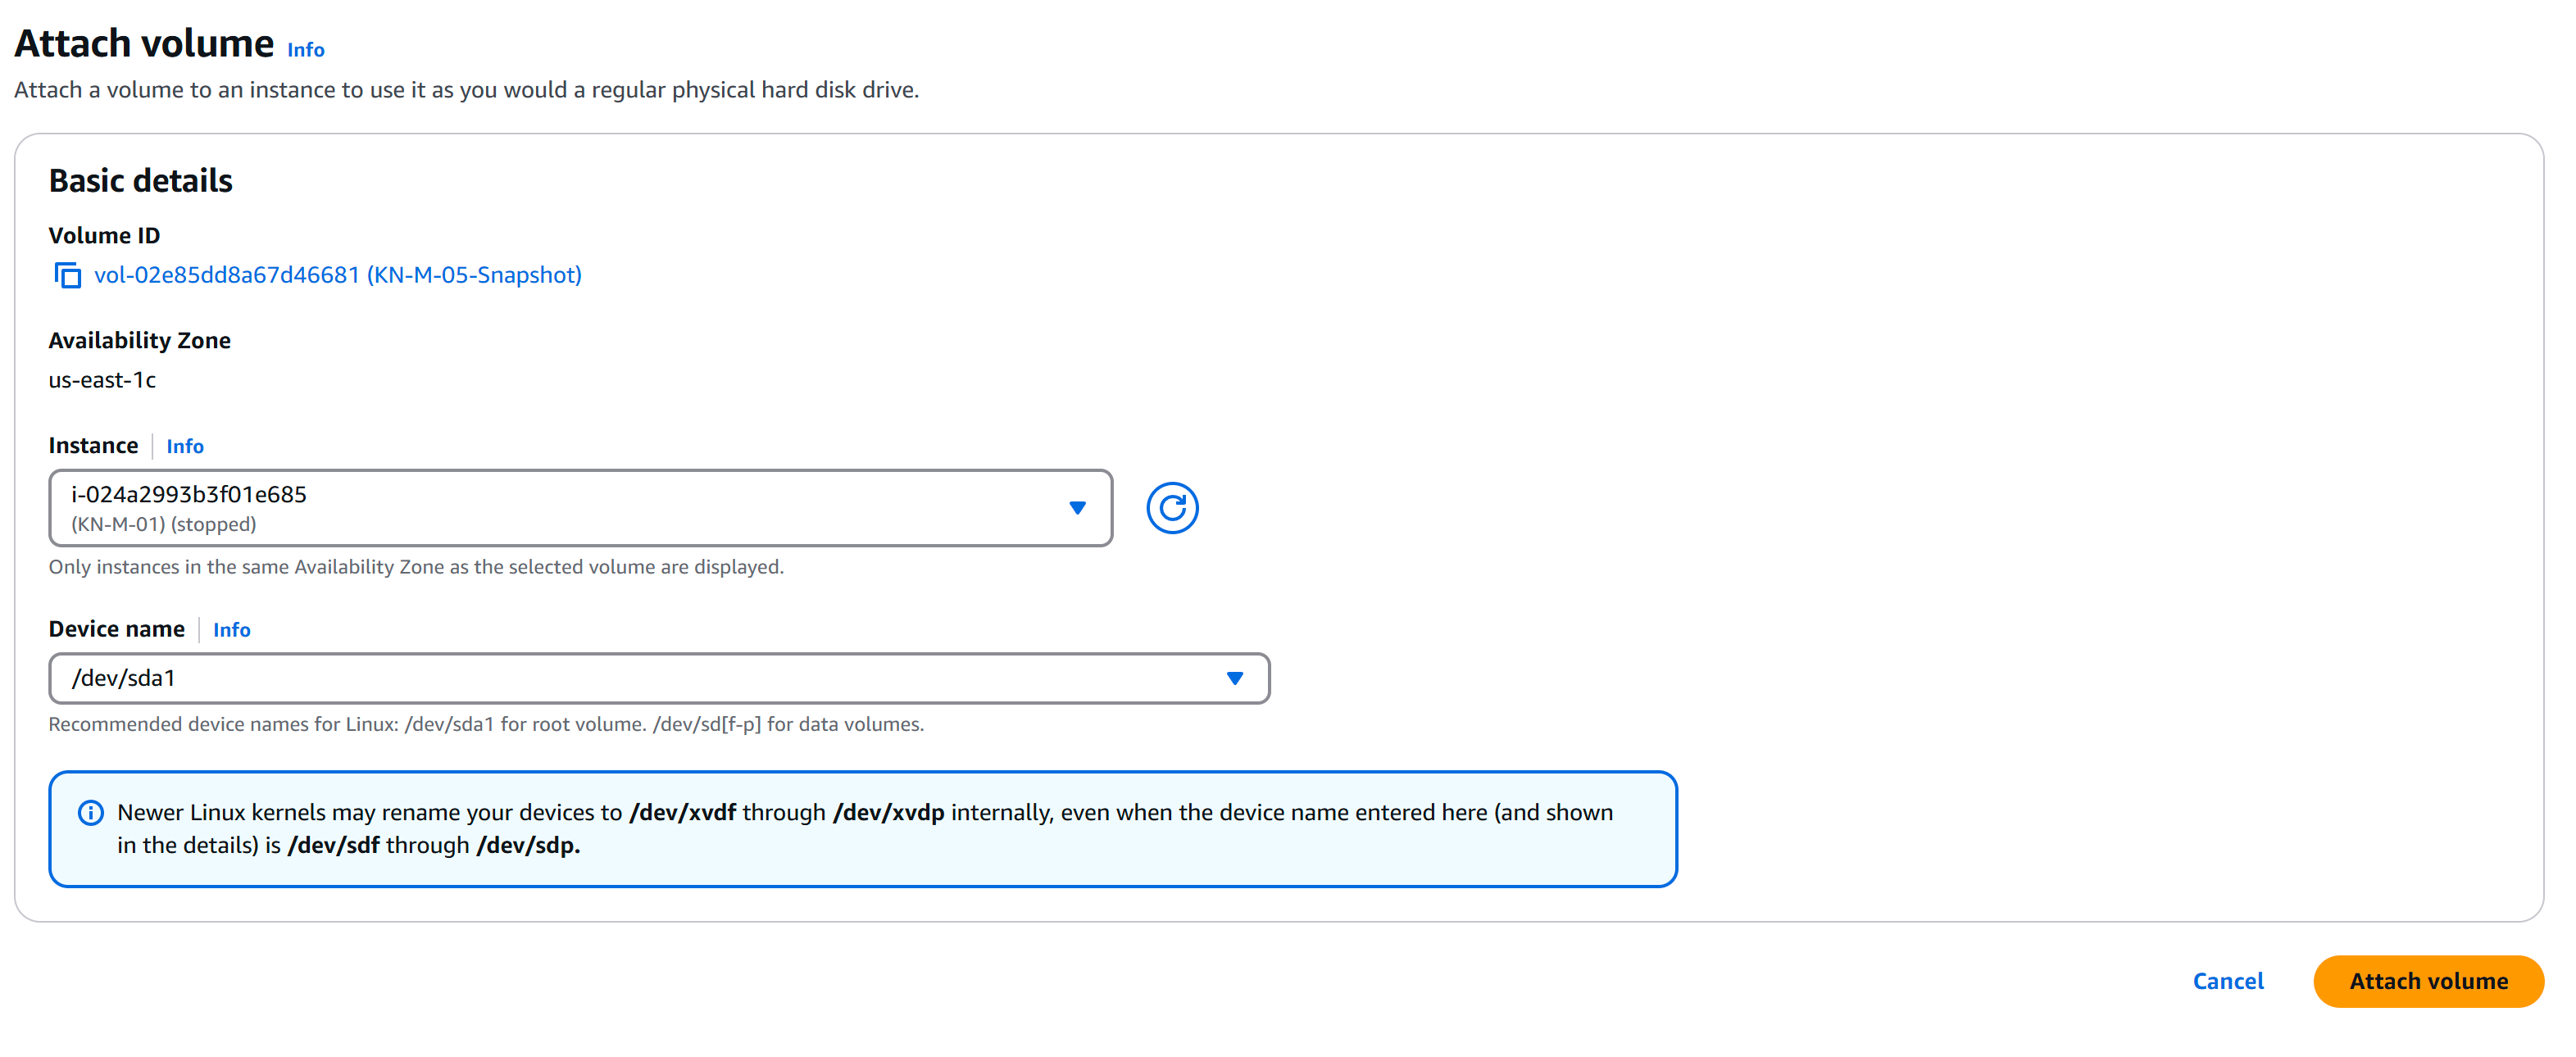 Attach volume Info
Attach a volume to an instance to use it as you would a regular physical hard disk drive.
Basic details
Volume ID
vol-02e85dd8a67d46681 (KN-M-05-Snapshot)
Availability Zone
us-east-1c
Instance Info
i-024a2993b3f01e685
(KN-M-01) (stopped)
Only instances in the same Availability Zone as the selected volume are displayed.
Device name Info
/dev/sda1
Recommended device names for Linux: /dev/sda1 for root volume. /dev/sd[f-p] for data volumes.
Newer Linux kernels may rename your devices to /dev/xvdf through /dev/xvdp internally, even when the device name entered here (and shown
in the details) is /dev/sdf through /dev/sdp.
Cancel Attach volume